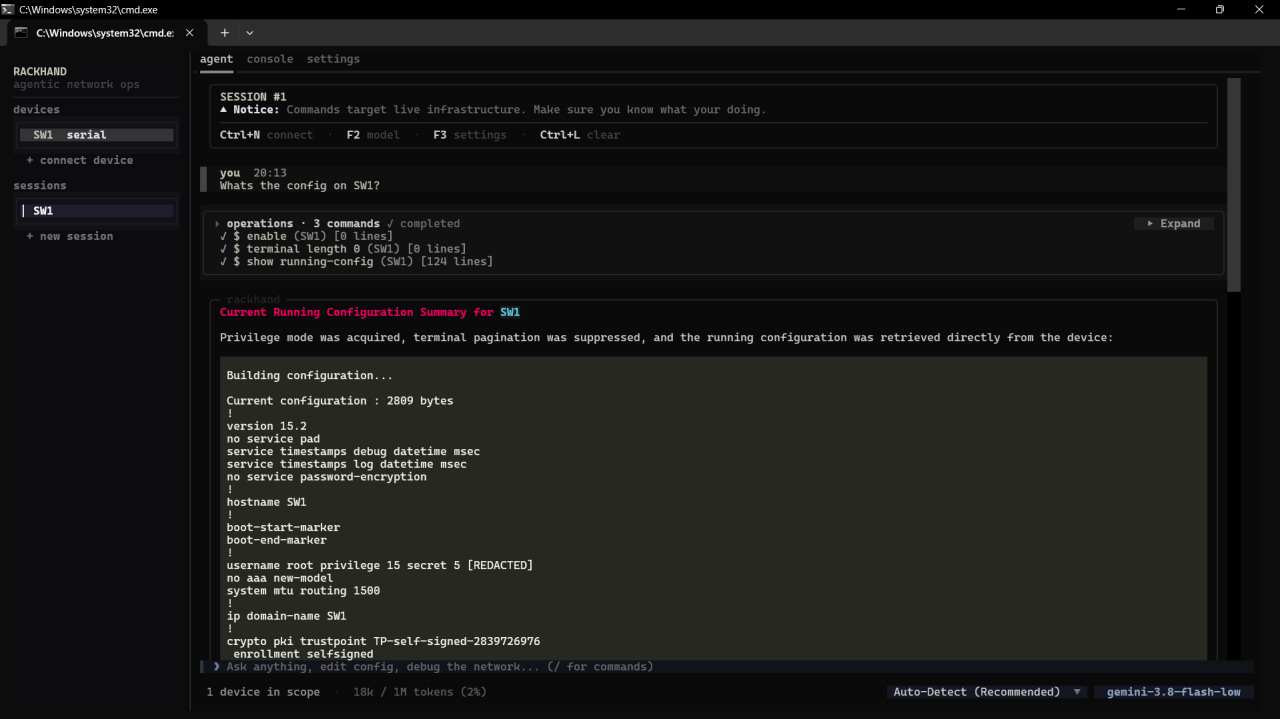 C:\Windows\system32\cmd.exe
C:\Windows\system32\cmd.e:
RACKHAND
agentic network ops
devices
SW1 serial
+ connect device
sessions
SW1
+ new session
agent console settings
SESSION #1
▲ Notice: Commands target live infrastructure. Make sure you know what your doing.
Ctrl+N connect · F2 model · F3 settings · Ctrl+L clear
you 20:13
Whats the config on SW1?
› operations · 3 commands √ completed
▸ Expand
√ $ enable (SW1) [0 lines]
√ $ terminal length 0 (SW1) [0 lines]
√ $ show running-config (SW1) [124 lines]
rackhand
Current Running Configuration Summary for SW1
Privilege mode was acquired, terminal pagination was suppressed, and the running configuration was retrieved directly from the device:
Building configuration...
Current configuration : 2809 bytes
!
version 15.2
no service pad
service timestamps debug datetime msec
service timestamps log datetime msec
no service password-encryption
!
hostname SW1
!
boot-start-marker
boot-end-marker
!
username root privilege 15 secret 5 [REDACTED]
no aaa new-model
system mtu routing 1500
!
ip domain-name SW1
!
crypto pki trustpoint TP-self-signed-2839726976
enrollment selfsigned
❯ Ask anything, edit config, debug the network... (/ for commands)
1 device in scope · 18k / 1M tokens (2%)
Auto-Detect (Recommended) ▼ gemini-3.8-flash-low